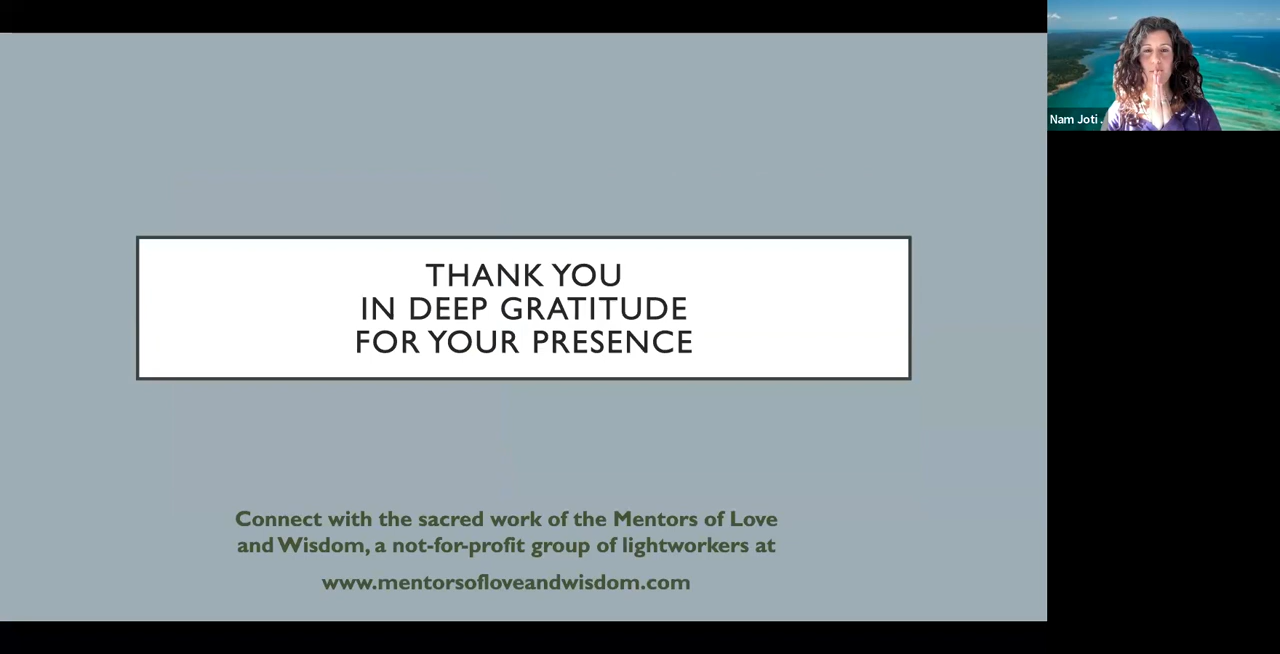 Nam Joti .
THANK YOU
IN DEEP GRATITUDE
FOR YOUR PRESENCE
Connect with the sacred work of the Mentors of Love
and Wisdom, a not-for-profit group of lightworkers at
www.mentorsofloveandwisdom.com